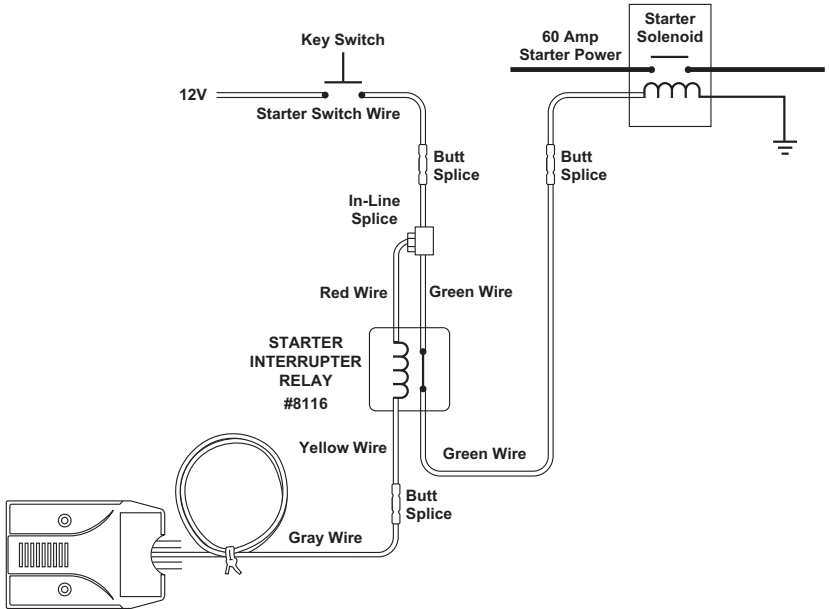 Starter
Solenoid
60 Amp
Starter Power
Key Switch
12V
Starter Switch Wire
Butt
Splice
Butt
Splice
In-Line
Splice
Red Wire
Green Wire
STARTER
INTERRUPTER
RELAY
#8116
Yellow Wire
Green Wire
Butt
Splice
Gray Wire